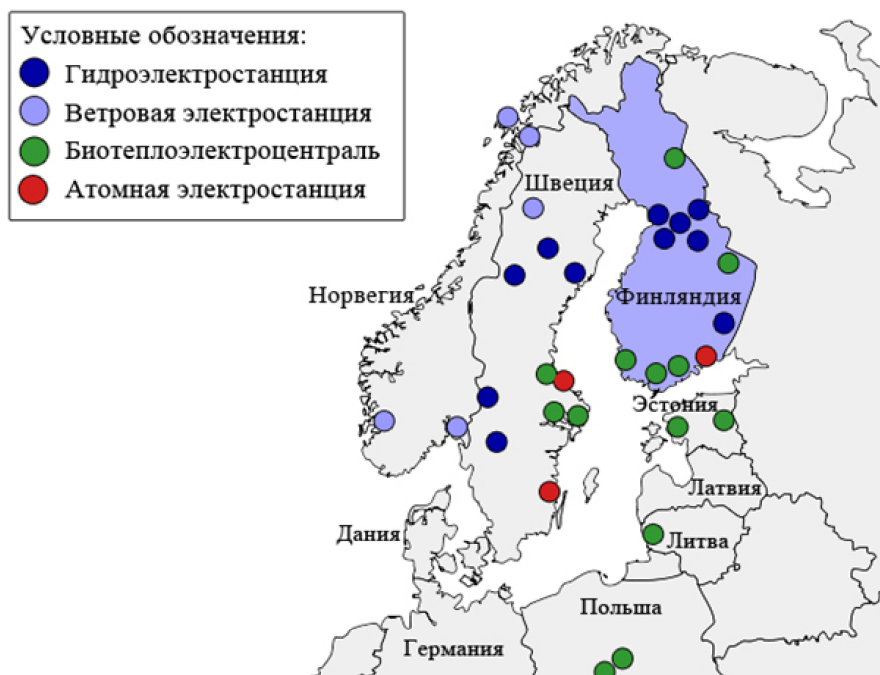 Условные обозначения:
Гидроэлектростанция
Ветровая электростанция
Биотеплоэлектроцентраль
Атомная электростанция
Швеция
Норвегия
Финляндия
Эстония
Латвия
Дания
Литва
Польша
Германия